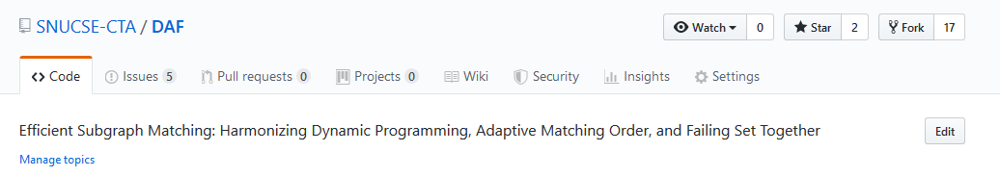 SNUCSE-CTA / DAF
Watch 0 Star 2 Fork 17
Code Issues 5 Pull requests 0 Projects 0 Wiki Security Insights Settings
Efficient Subgraph Matching: Harmonizing Dynamic Programming, Adaptive Matching Order, and Failing Set Together
Edit
Manage topics